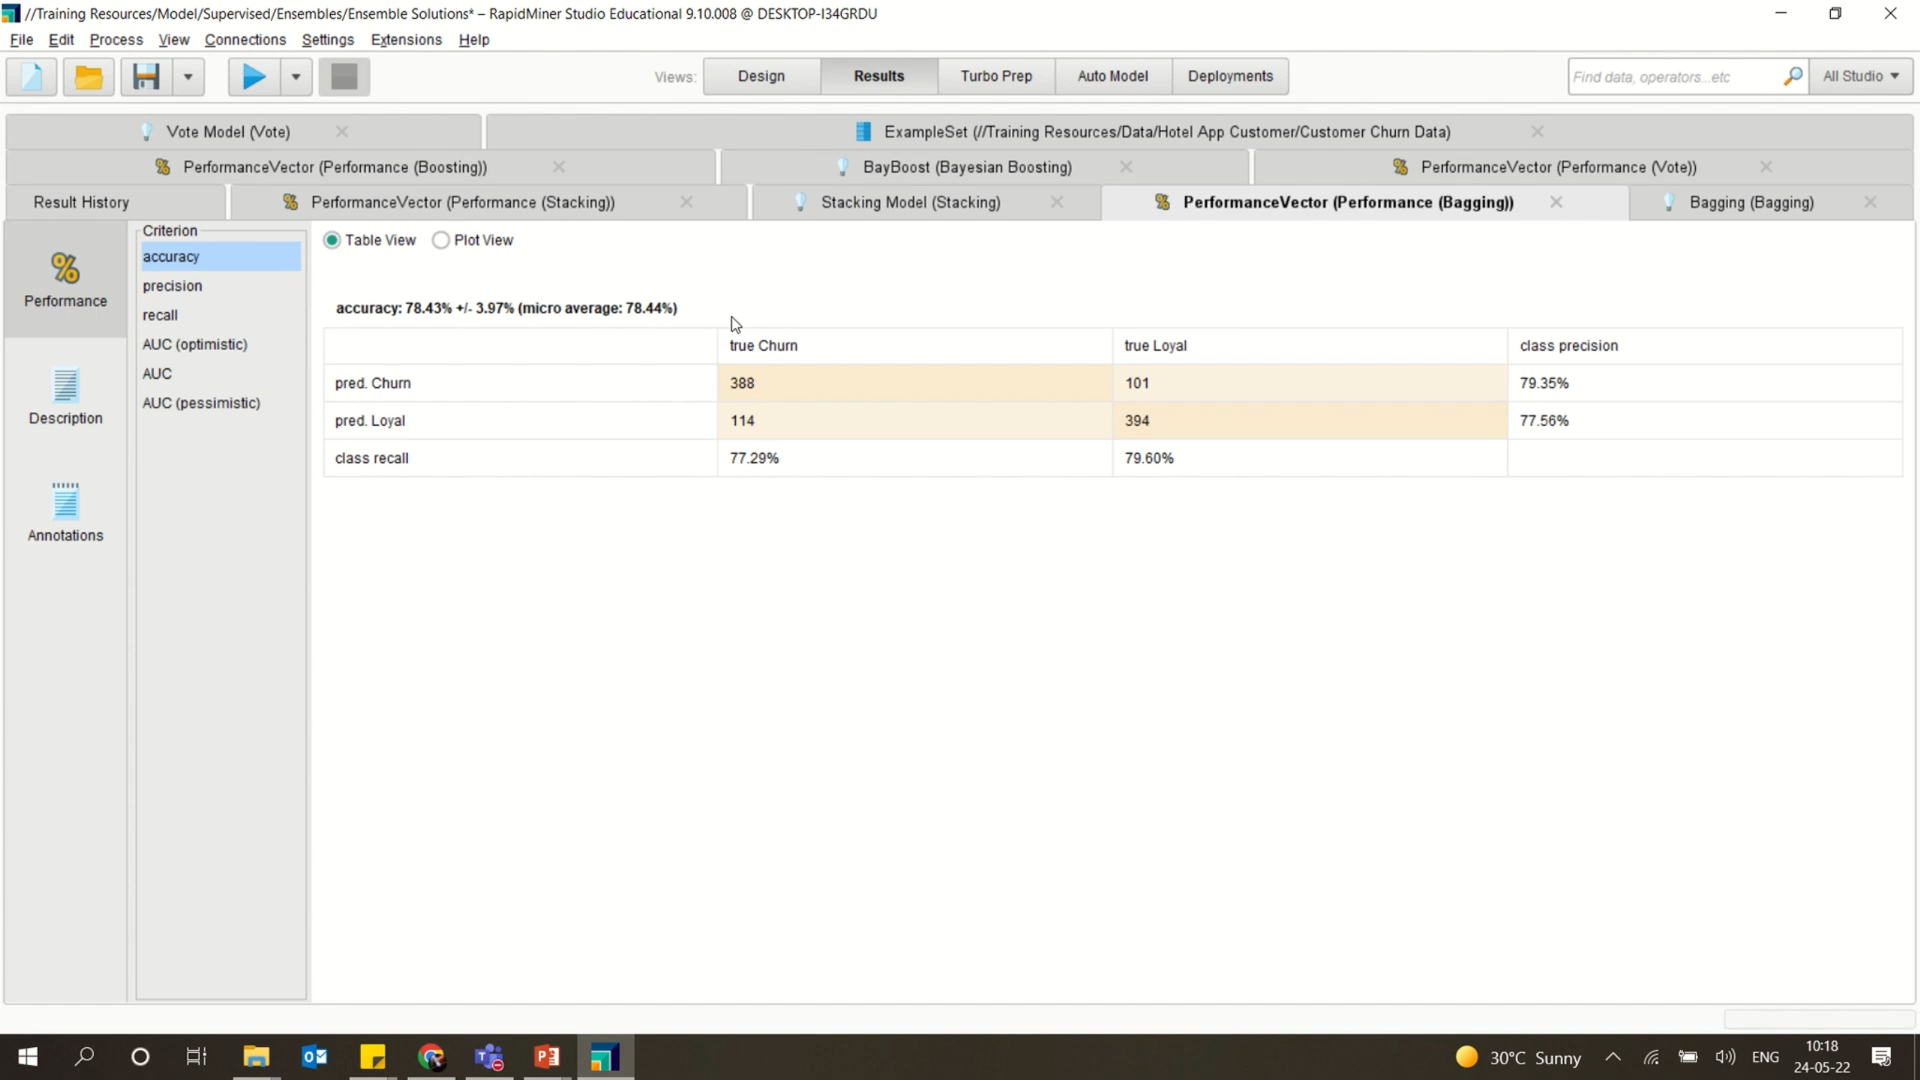 //Training Resources/Model/Supervised/Ensembles/Ensemble Solutions* – RapidMiner Studio Educational 9.10.008 @ DESKTOP-I34GRDU
File Edit Process View Connections Settings Extensions Help
Views: Design Results Turbo Prep Auto Model Deployments Find data, operators...etc All Studio
Vote Model (Vote) ExampleSet (//Training Resources/Data/Hotel App Customer/Customer Churn Data)
PerformanceVector (Performance (Boosting)) BayBoost (Bayesian Boosting) PerformanceVector (Performance (Vote))
Result History PerformanceVector (Performance (Stacking)) Stacking Model (Stacking) PerformanceVector (Performance (Bagging)) Bagging (Bagging)
%
Performance
Description
Annotations
Criterion
accuracy
precision
recall
AUC (optimistic)
AUC
AUC (pessimistic)
Table View Plot View
accuracy: 78.43% +/- 3.97% (micro average: 78.44%)
true Churn true Loyal class precision
pred. Churn 388 101 79.35%
pred. Loyal 114 394 77.56%
class recall 77.29% 79.60%
30°C Sunny ENG 10:18
24-05-22